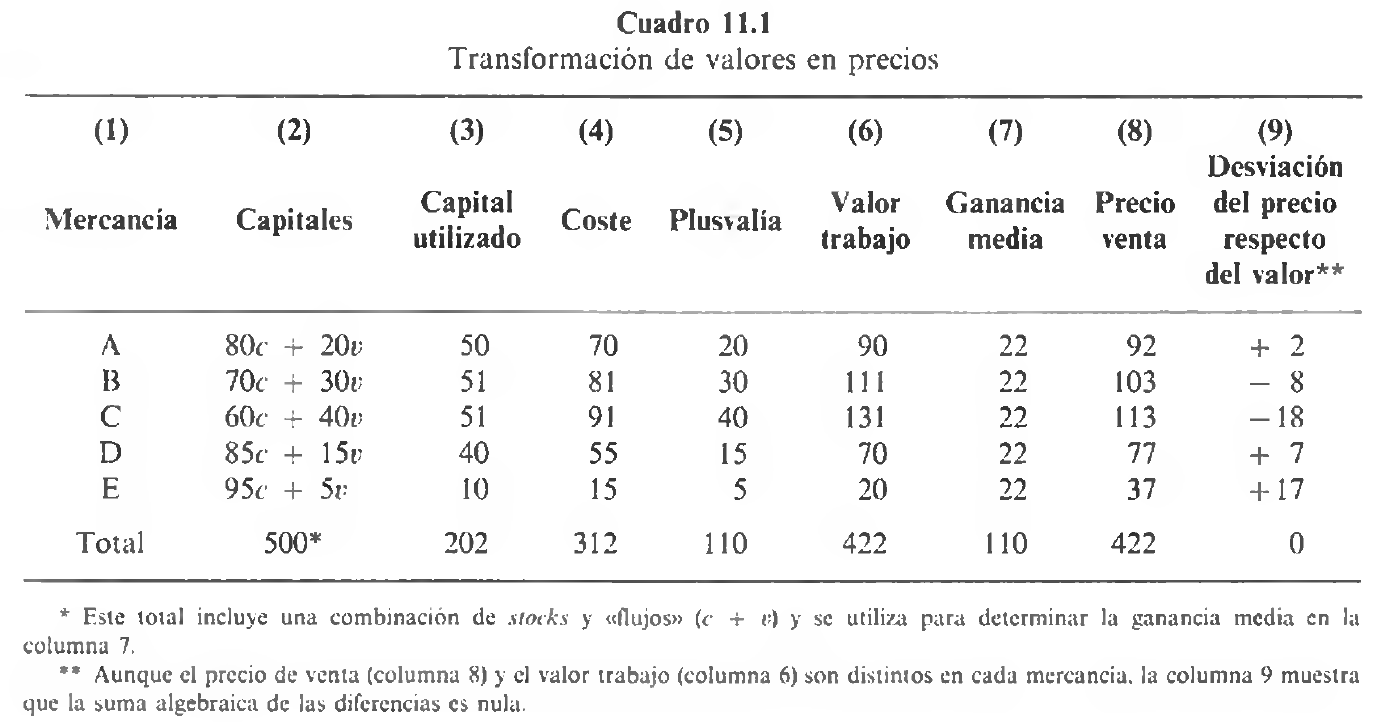 Cuadro 11.1
Transformación de valores en precios
(1) (2) (3) (4) (5) (6) (7) (8) (9)
Mercancía Capitales Capital utilizado Coste Plusvalía Valor trabajo Ganancia media Precio venta Desviación del precio respecto del valor**
A 80c + 20v 50 70 20 90 22 92 + 2
B 70c + 30v 51 81 30 111 22 103 − 8
C 60c + 40v 51 91 40 131 22 113 −18
D 85c + 15v 40 55 15 70 22 77 + 7
E 95c + 5v 10 15 5 20 22 37 +17
Total 500* 202 312 110 422 110 422 0
* Este total incluye una combinación de stocks y «flujos» (c + v) y se utiliza para determinar la ganancia media en la
columna 7.
** Aunque el precio de venta (columna 8) y el valor trabajo (columna 6) son distintos en cada mercancía, la columna 9 muestra
que la suma algebraica de las diferencias es nula.